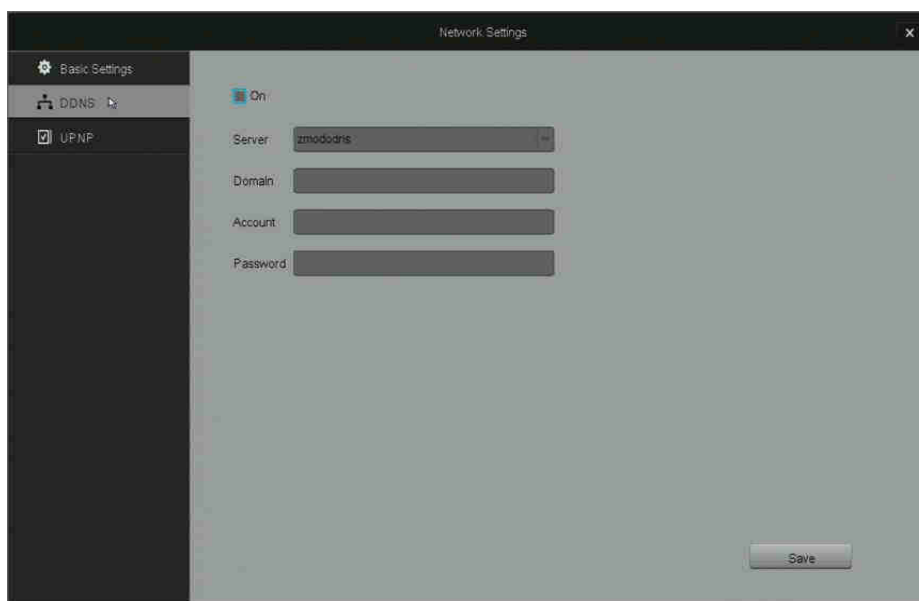 Network Settings
Basic Settings
DDNS
UPNP
On
Server zmododns
Domain
Account
Password
Save